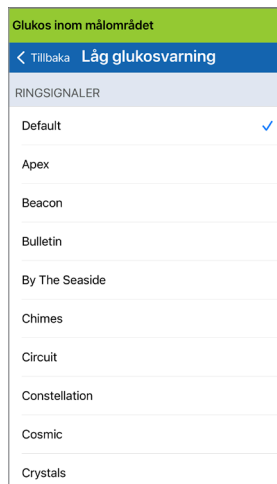 Glukos inom målområdet
Tillbaka Låg glukosvarning
RINGSIGNALER
Default
Apex
Beacon
Bulletin
By The Seaside
Chimes
Circuit
Constellation
Cosmic
Crystals